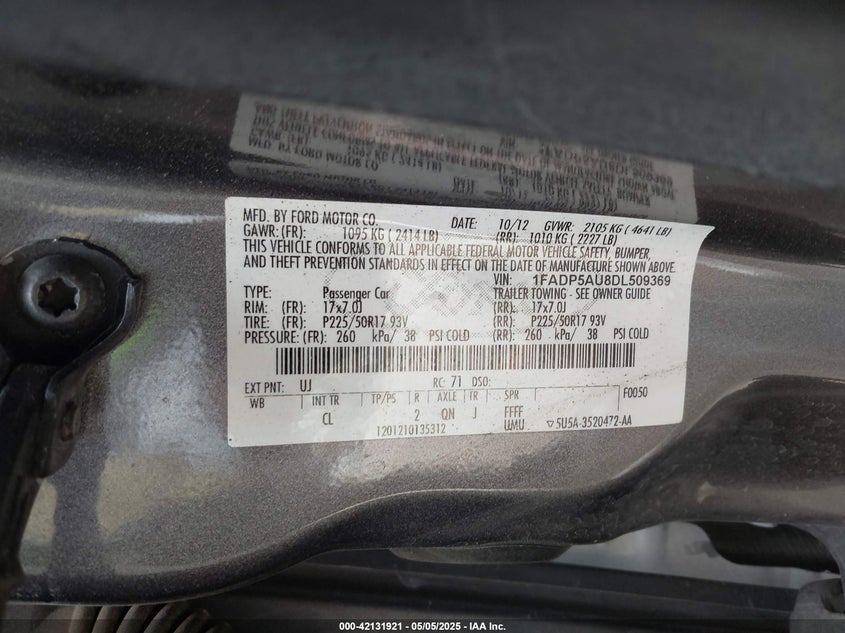 MFD. BY FORD MOTOR CO. DATE: 10/12 GVWR: 2105 KG ( 4641 LB)
GAWR: (FR): 1095 KG ( 2414 LB) (RR): 1010 KG ( 2227 LB)
THIS VEHICLE CONFORMS TO ALL APPLICABLE FEDERAL MOTOR VEHICLE SAFETY, BUMPER,
AND THEFT PREVENTION STANDARDS IN EFFECT ON THE DATE OF MANUFACTURE SHOWN ABOVE.
VIN: 1FADP5AU8DL509369
TYPE: Passenger Car TRAILER TOWING - SEE OWNER GUIDE
RIM: (FR): 17x7.0J (RR): 17x7.0J
TIRE: (FR): P225/50R17 93V (RR): P225/50R17 93V
PRESSURE: (FR): 260 kPa/ 38 PSI COLD (RR): 260 kPa/ 38 PSI COLD
EXT PNT: UJ RC: 71 DSO:
WB INT TR TP/PS R AXLE TR SPR F0050
CL 2 QN J FFFF
UMU
1201210135312 ▽5U5A-3520472-AA
000-42131921 - 05/05/2025 - IAA Inc.